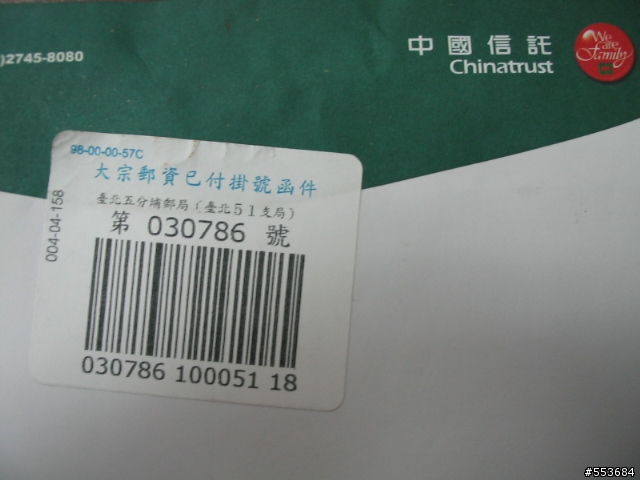 )2745-8080
中國信託
Chinatrust
We are Family
98-00-00-57C
大宗郵資已付掛號函件
臺北五分埔郵局(臺北51支局)
第 030786 號
004-04-158
030786 100051 18
#553684